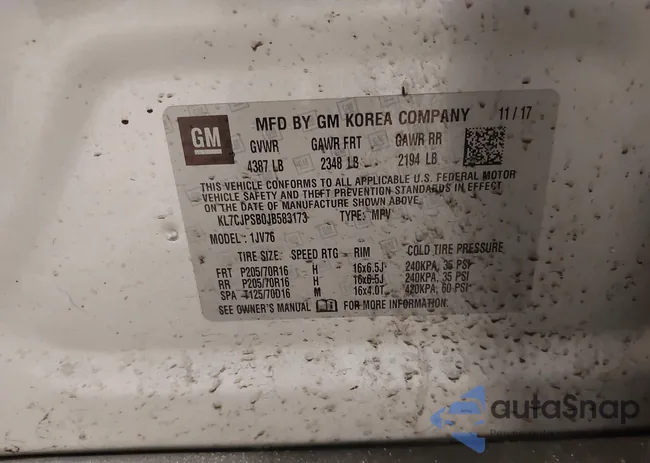 GM
MFD BY GM KOREA COMPANY 11/17
GVWR GAWR FRT GAWR RR
4387 LB 2348 LB 2194 LB
THIS VEHICLE CONFORMS TO ALL APPLICABLE U.S. FEDERAL MOTOR
VEHICLE SAFETY AND THEFT PREVENTION STANDARDS IN EFFECT
ON DATE OF MANUFACTURE SHOWN ABOVE.
KL7CJPSB0JB583173 TYPE: MPV
MODEL: 1JV76
TIRE SIZE: SPEED RTG RIM COLD TIRE PRESSURE
FRT P205/70R16 H 16x6.5J 240KPA, 35 PSI
RR P205/70R16 H 16x6.5J 240KPA, 35 PSI
SPA T125/70D16 M 16x4.0T 420KPA, 60 PSI
SEE OWNER'S MANUAL FOR MORE INFORMATION.
autoSnap